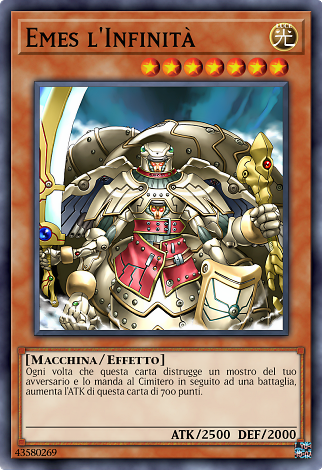 Emes l'Infinità
光
[Macchina/Effetto]
Ogni volta che questa carta distrugge un mostro del tuo
avversario e lo manda al Cimitero in seguito ad una battaglia,
aumenta l'ATK di questa carta di 700 punti.
ATK/2500 DEF/2000
43580269